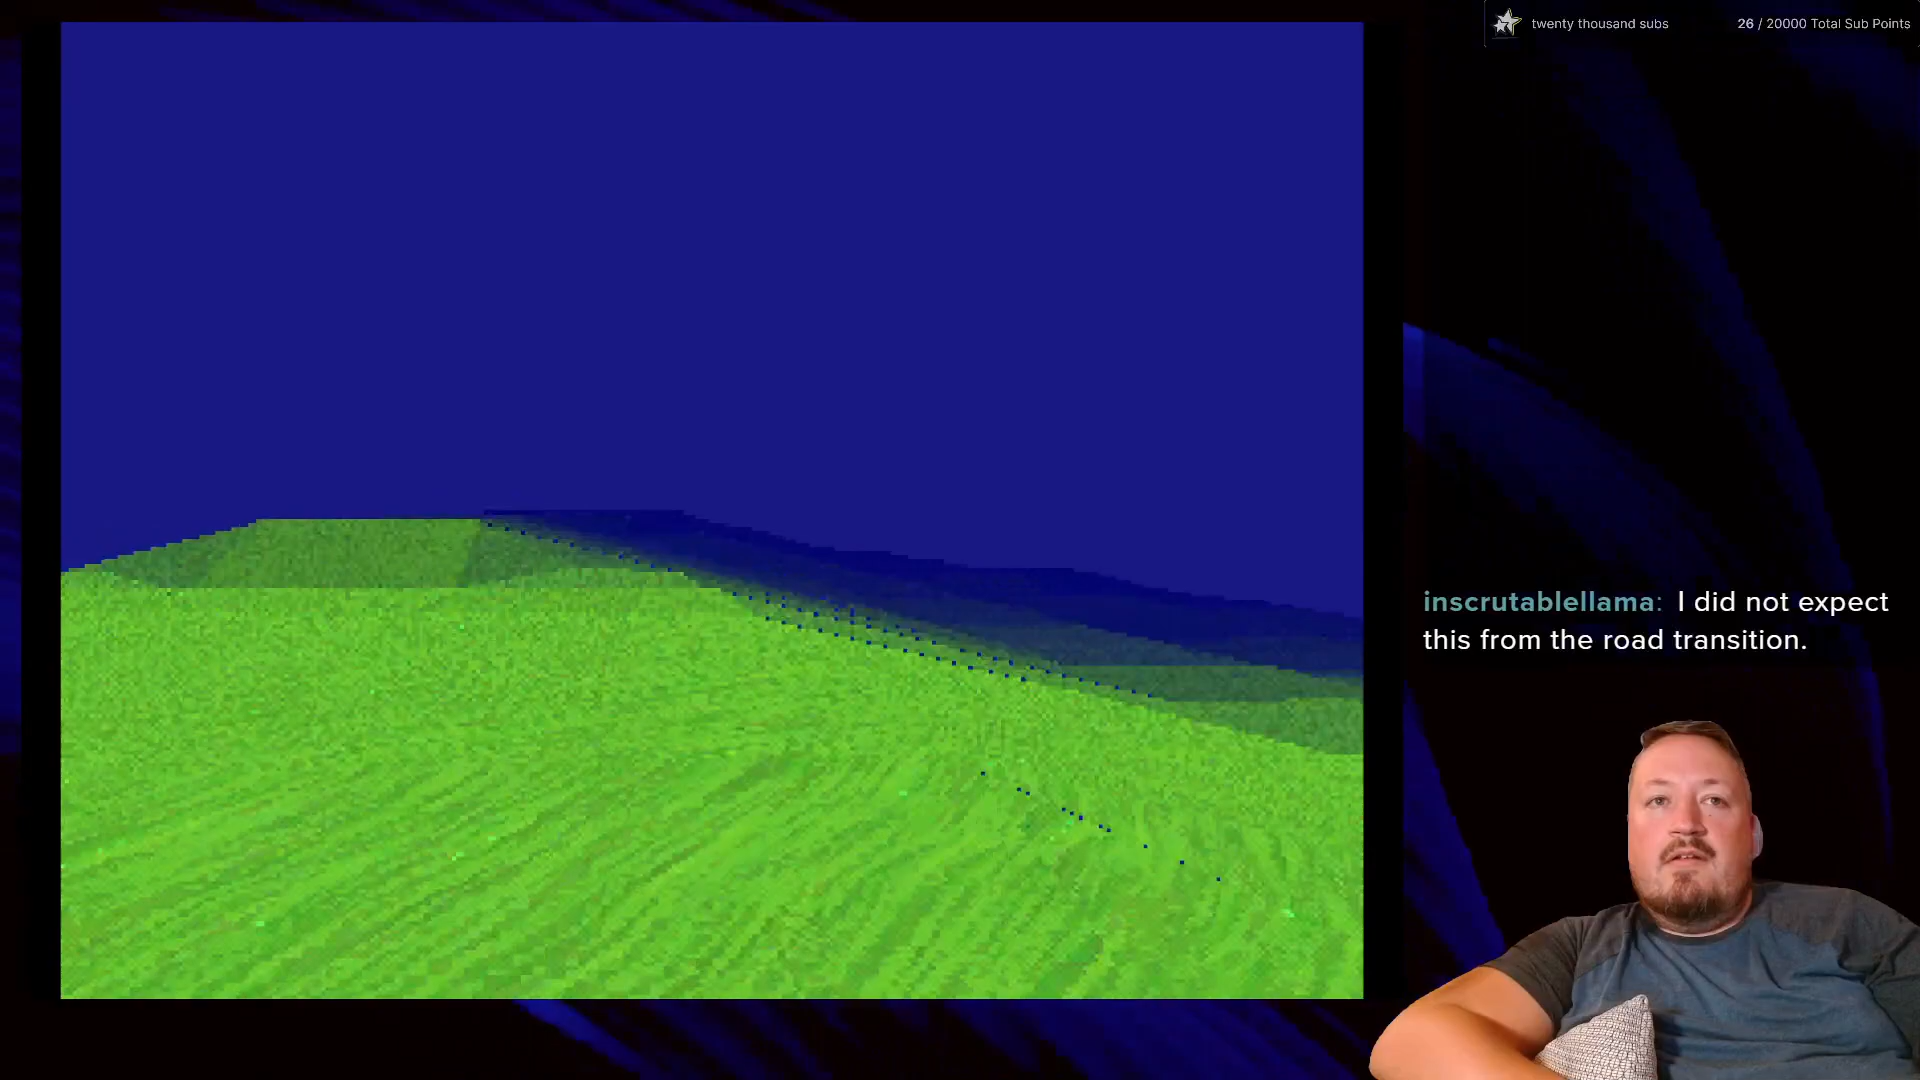 twenty thousand subs 26 / 20000 Total Sub Points
inscrutablellama: I did not expect
this from the road transition.